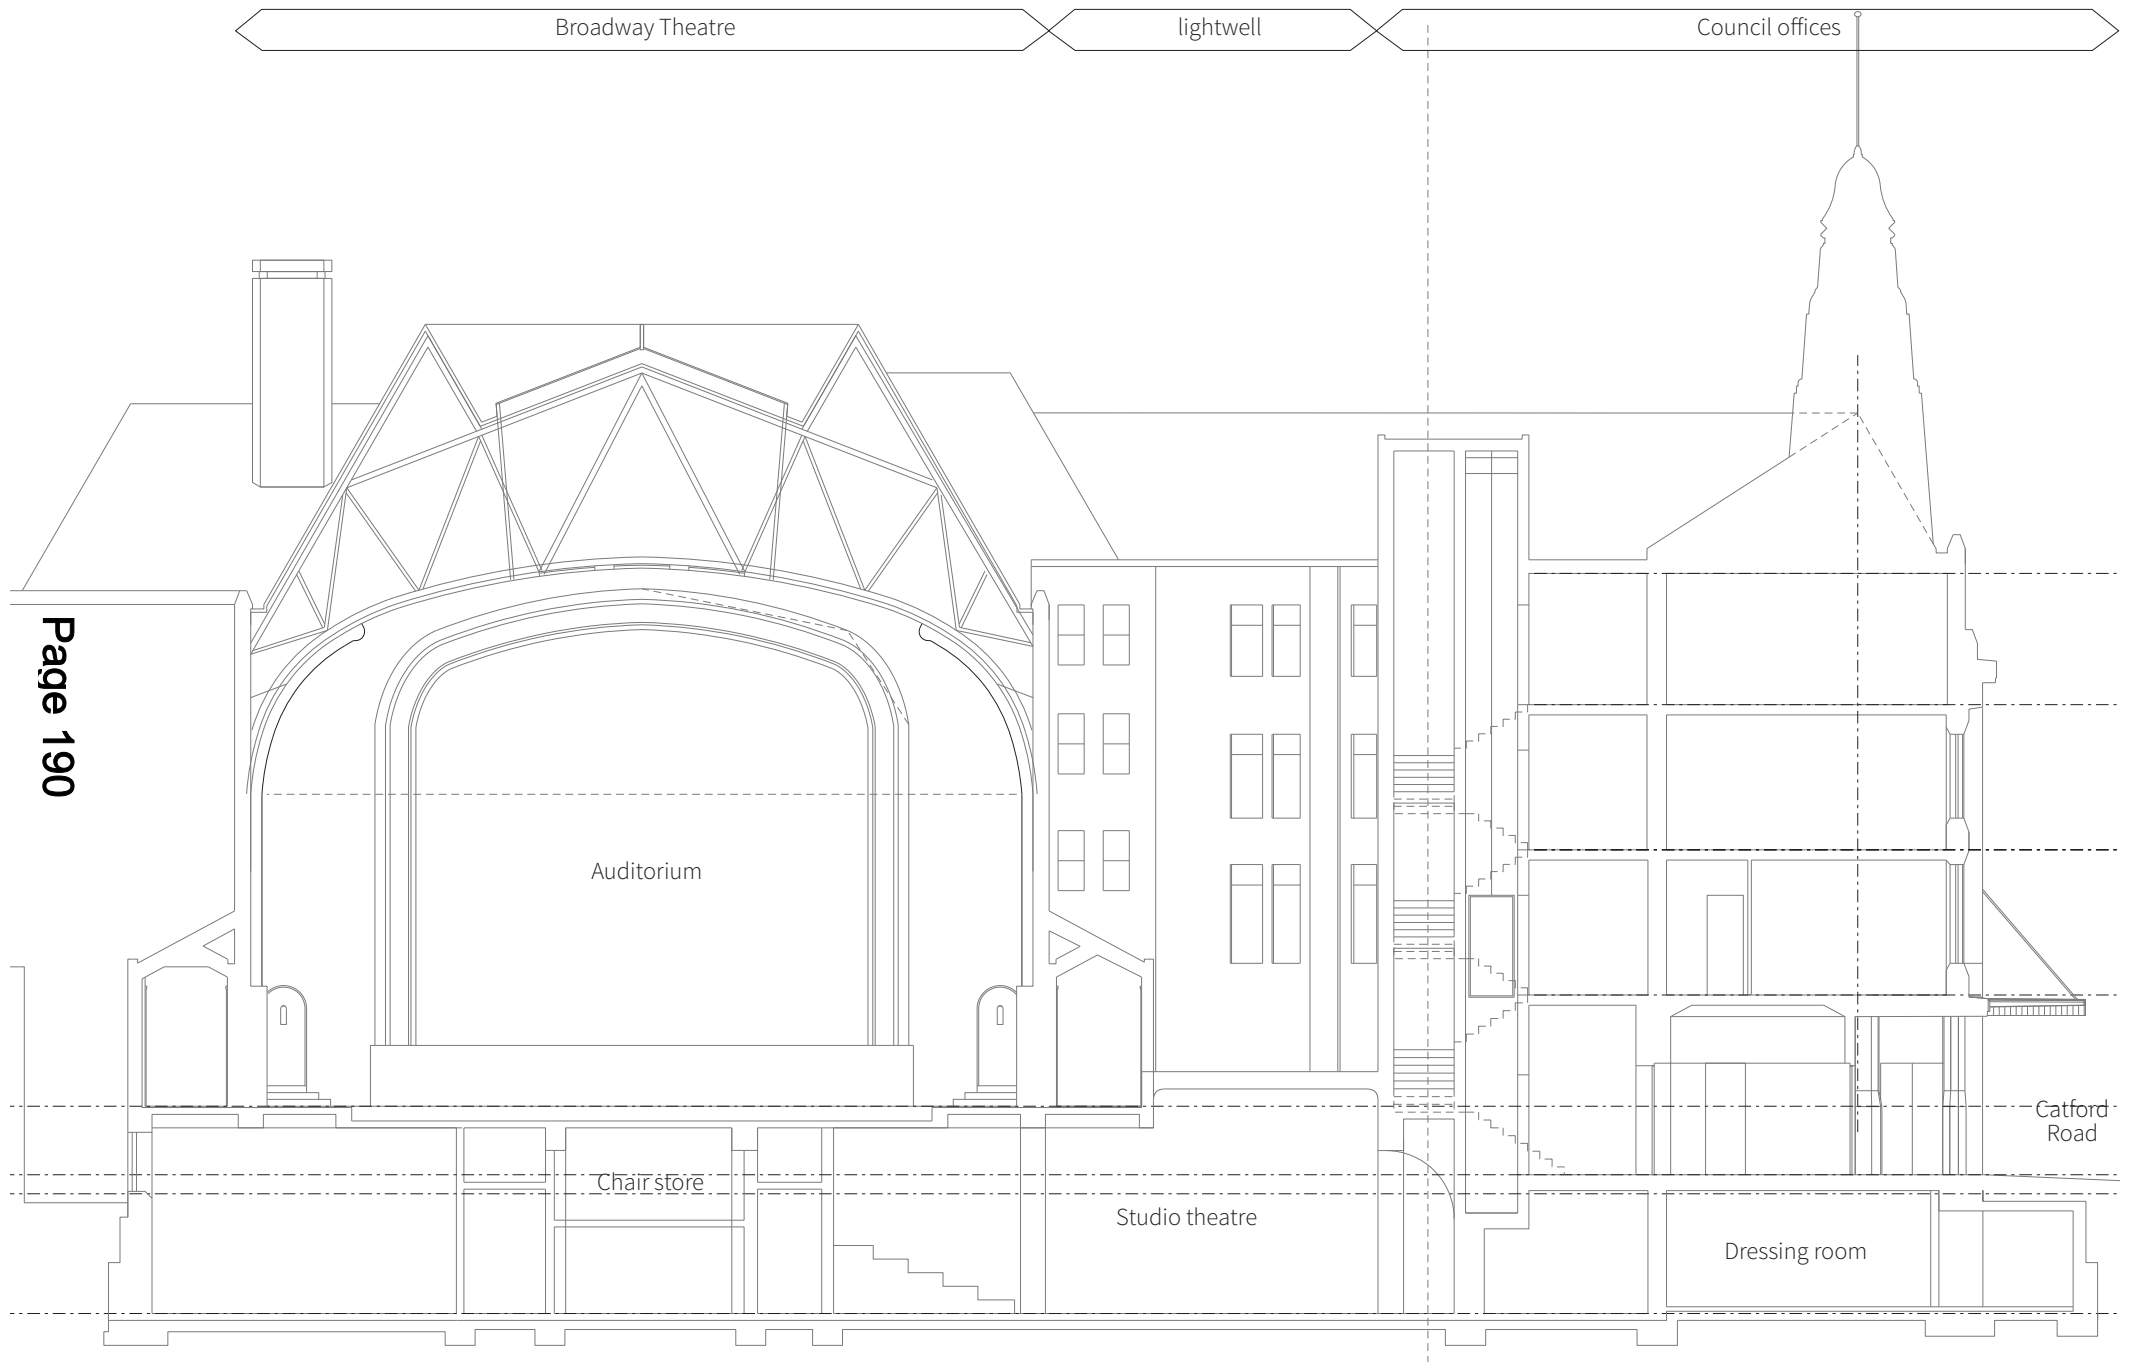 Broadway Theatre
lightwell
Council offices
Page 190
Auditorium
Catford
Road
Chair store
Studio theatre
Dressing room